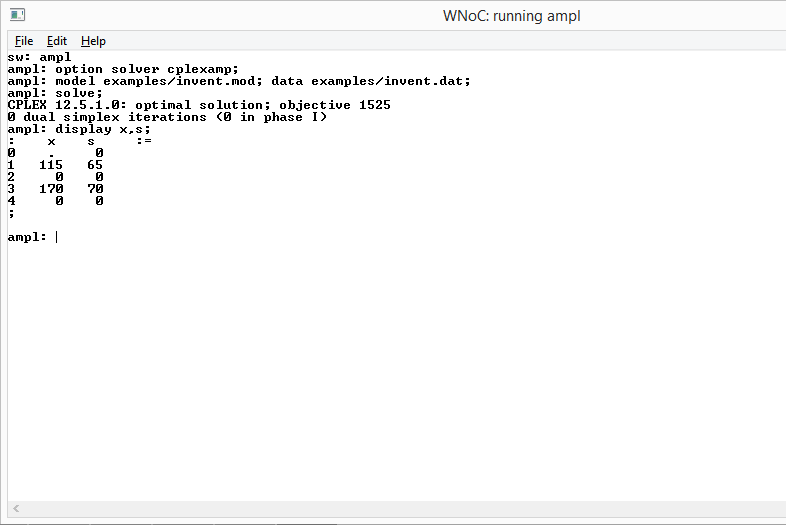 WNoC: running ampl
File Edit Help
sw: ampl
ampl: option solver cplexamp;
ampl: model examples/invent.mod; data examples/invent.dat;
ampl: solve;
CPLEX 12.5.1.0: optimal solution; objective 1525
0 dual simplex iterations (0 in phase I)
ampl: display x,s;
:    x    s     :=
0    .    0
1   115   65
2     0    0
3   170   70
4     0    0
;
ampl: